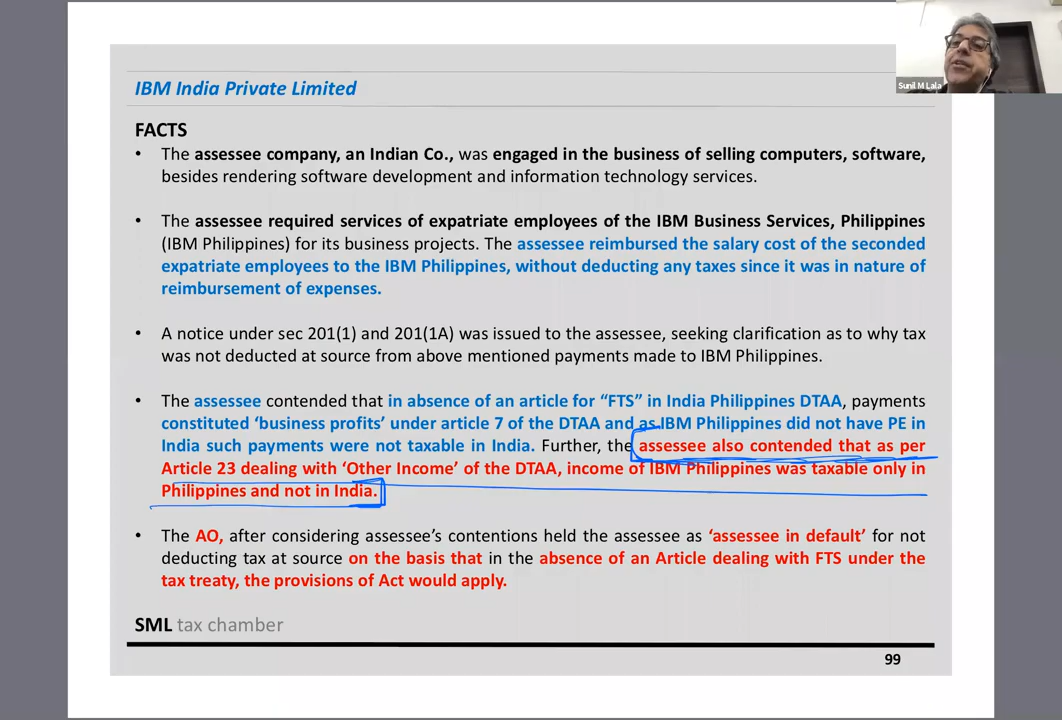 Sunil M Lala
IBM India Private Limited
FACTS
• The assessee company, an Indian Co., was engaged in the business of selling computers, software,
besides rendering software development and information technology services.
• The assessee required services of expatriate employees of the IBM Business Services, Philippines
(IBM Philippines) for its business projects. The assessee reimbursed the salary cost of the seconded
expatriate employees to the IBM Philippines, without deducting any taxes since it was in nature of
reimbursement of expenses.
• A notice under sec 201(1) and 201(1A) was issued to the assessee, seeking clarification as to why tax
was not deducted at source from above mentioned payments made to IBM Philippines.
• The assessee contended that in absence of an article for “FTS” in India Philippines DTAA, payments
constituted ‘business profits’ under article 7 of the DTAA and as IBM Philippines did not have PE in
India such payments were not taxable in India. Further, the assessee also contended that as per
Article 23 dealing with ‘Other Income’ of the DTAA, income of IBM Philippines was taxable only in
Philippines and not in India.
• The AO, after considering assessee’s contentions held the assessee as ‘assessee in default’ for not
deducting tax at source on the basis that in the absence of an Article dealing with FTS under the
tax treaty, the provisions of Act would apply.
SML tax chamber
99